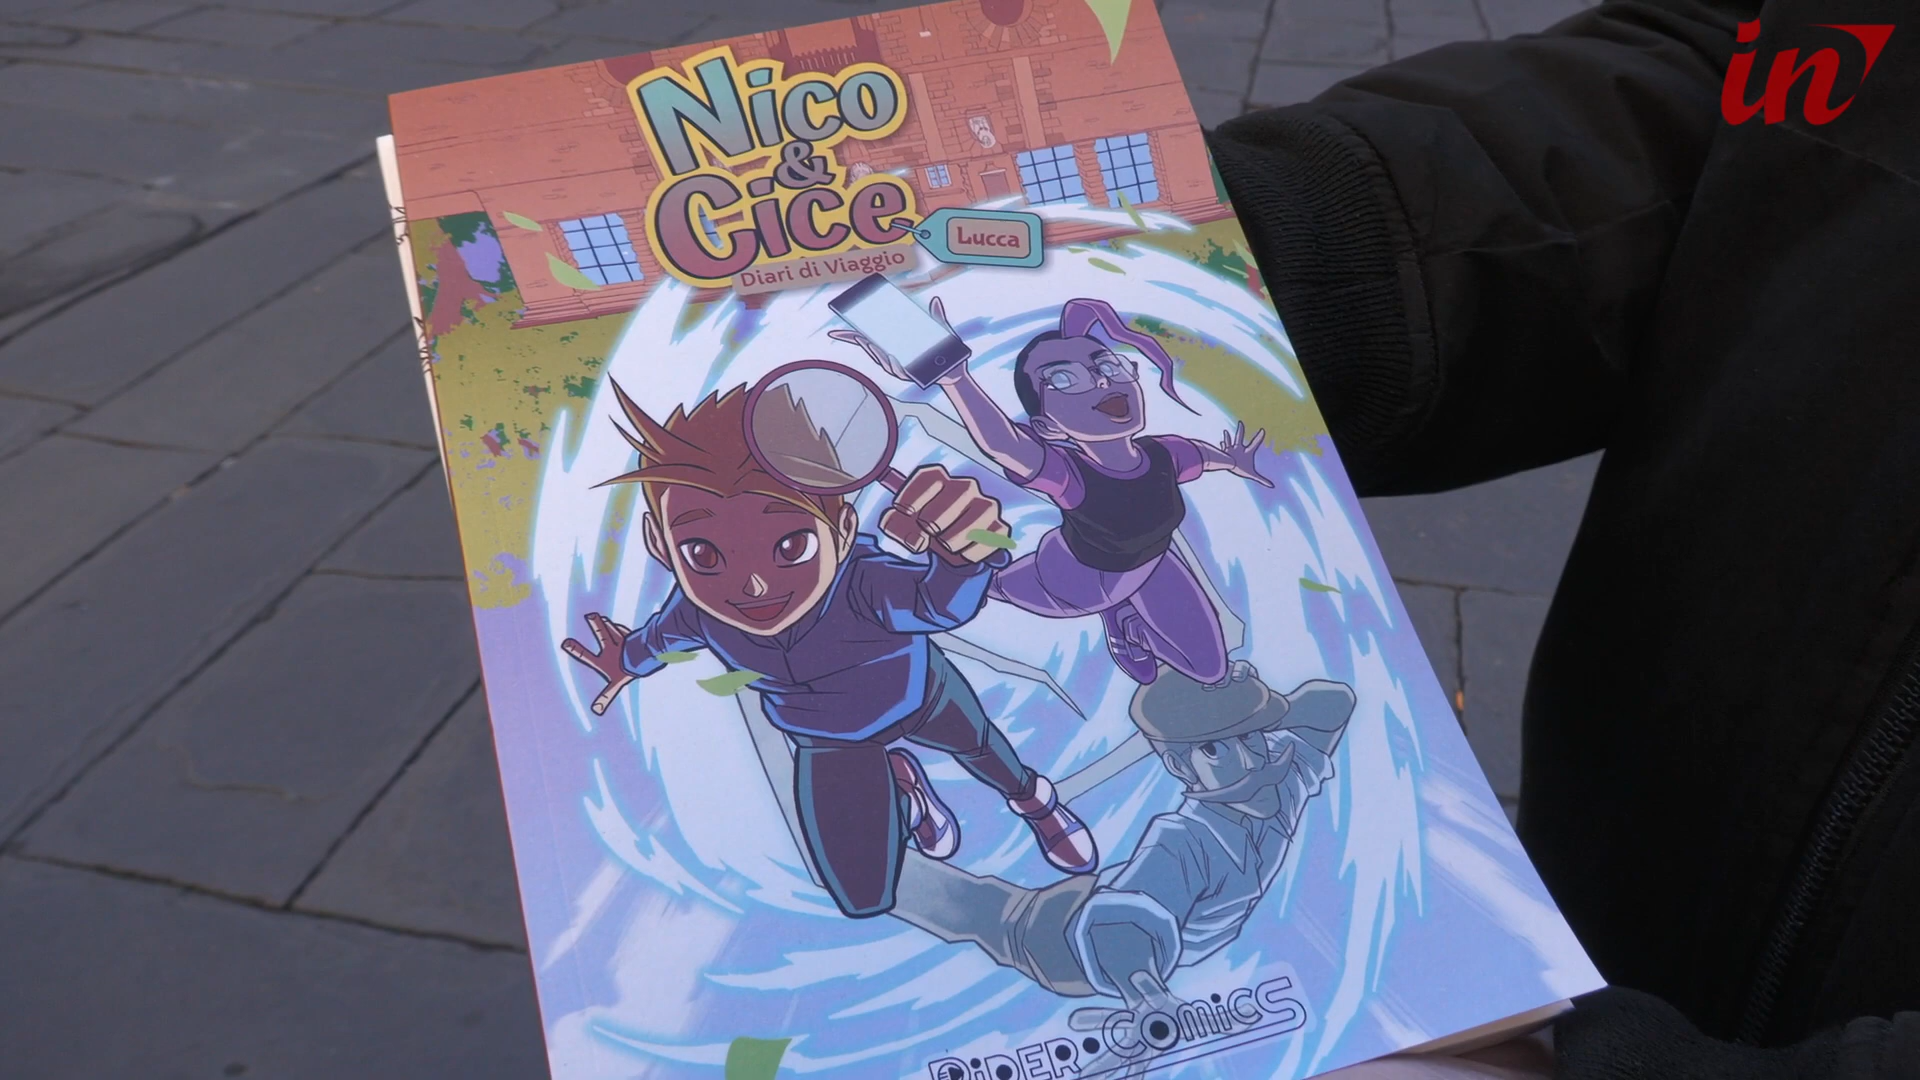 in
Nico
&
Cice
Lucca
Diari di Viaggio
RiDER•COMiCS